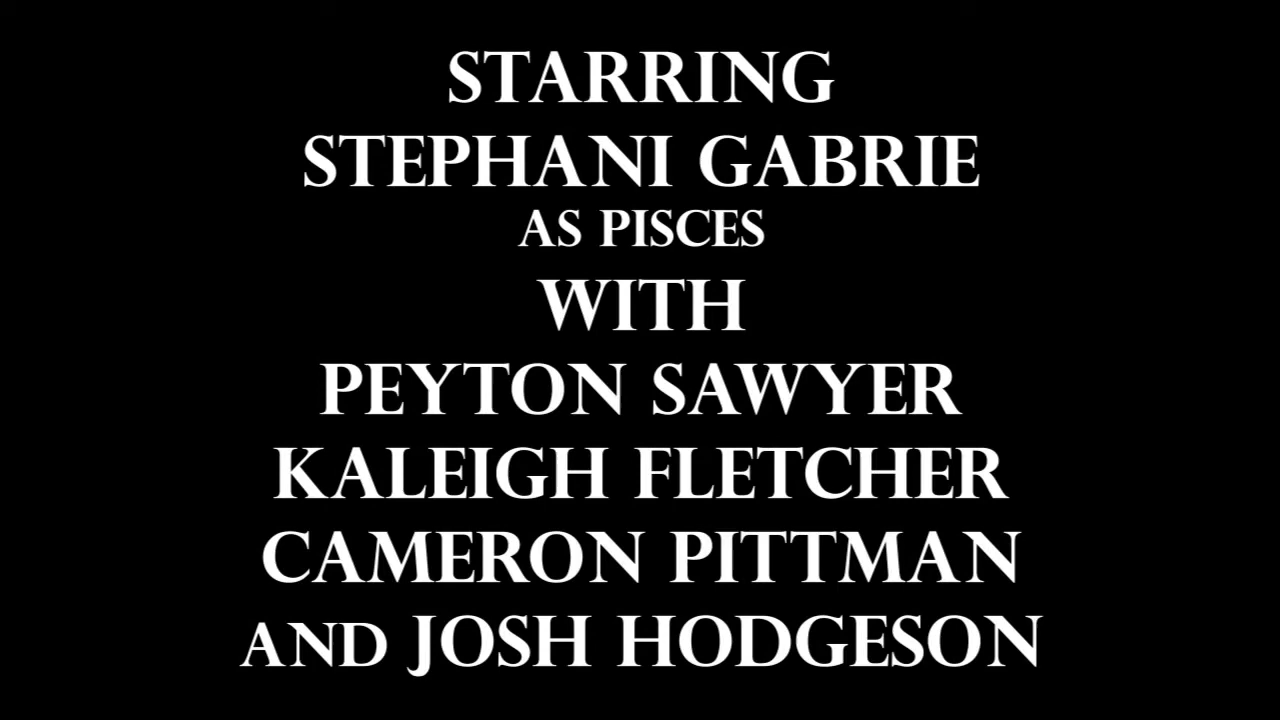 STARRING
STEPHANI GABRIE
AS PISCES
WITH
PEYTON SAWYER
KALEIGH FLETCHER
CAMERON PITTMAN
AND JOSH HODGESON